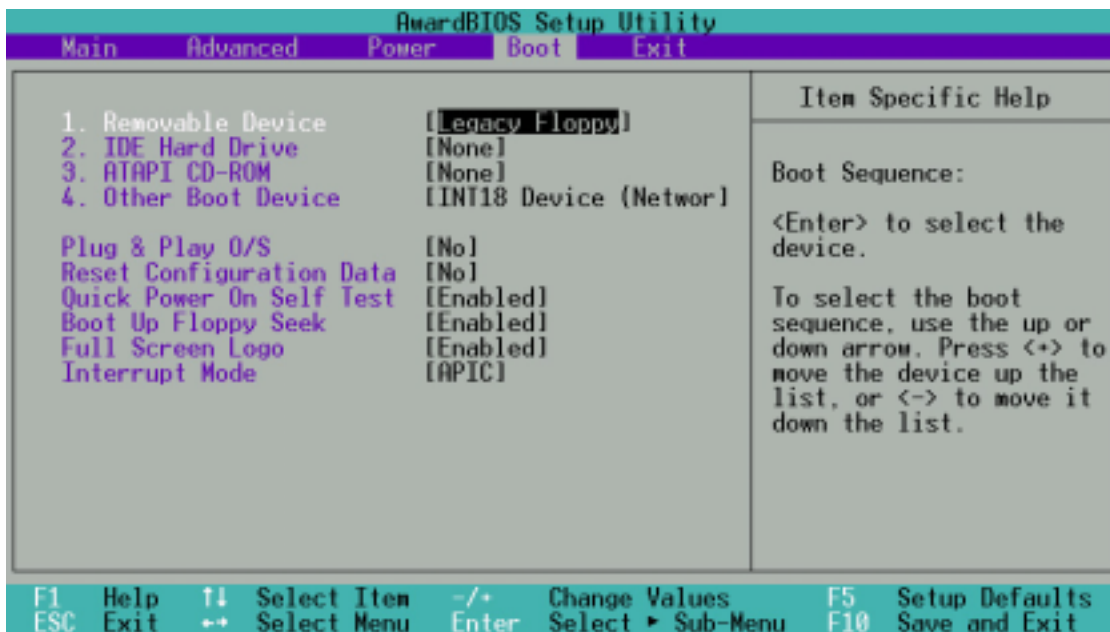 AwardBIOS Setup Utility
Main Advanced Power Boot Exit
1. Removable Device [Legacy Floppy]
2. IDE Hard Drive [None]
3. ATAPI CD-ROM [None]
4. Other Boot Device [INT18 Device (Networ]
Plug & Play O/S [No]
Reset Configuration Data [No]
Quick Power On Self Test [Enabled]
Boot Up Floppy Seek [Enabled]
Full Screen Logo [Enabled]
Interrupt Mode [APIC]
Item Specific Help
Boot Sequence:
<Enter> to select the
device.
To select the boot
sequence, use the up or
down arrow. Press <+> to
move the device up the
list, or <-> to move it
down the list.
F1 Help ↑↓ Select Item -/+ Change Values F5 Setup Defaults
ESC Exit ←→ Select Menu Enter Select ► Sub-Menu F10 Save and Exit